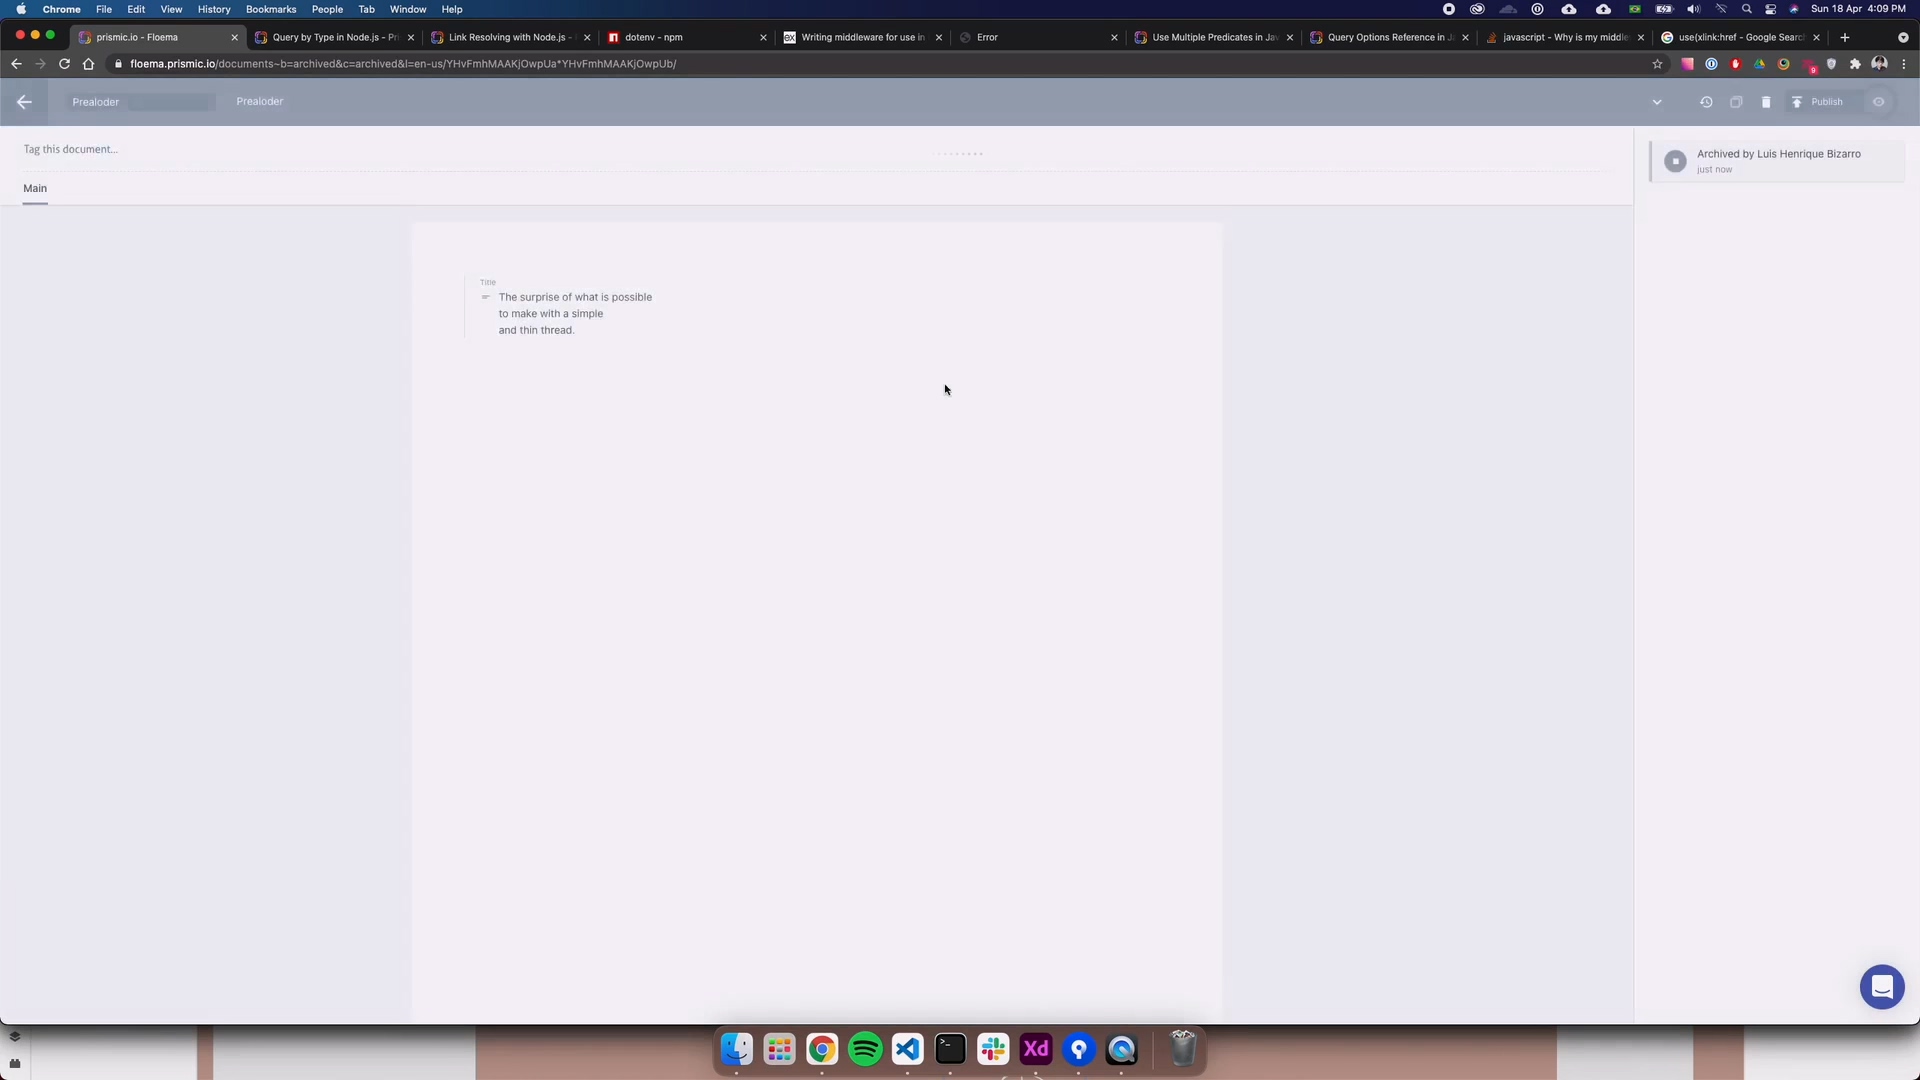 Chrome File Edit View History Bookmarks People Tab Window Help
Sun 18 Apr 4:09 PM
prismic.io - Floema
Query by Type in Node.js - Pri
Link Resolving with Node.js -
dotenv - npm
ex Writing middleware for use in
Error
Use Multiple Predicates in Jav
Query Options Reference in J
javascript - Why is my middle
use(xlink:href - Google Search
floema.prismic.io/documents~b=archived&c=archived&l=en-us/YHvFmhMAAKjOwpUa*YHvFmhMAAKjOwpUb/
9
Prealoder
Prealoder
Publish
Tag this document...
Archived by Luis Henrique Bizarro
just now
Main
Title
The surprise of what is possible
to make with a simple
and thin thread.
Xd